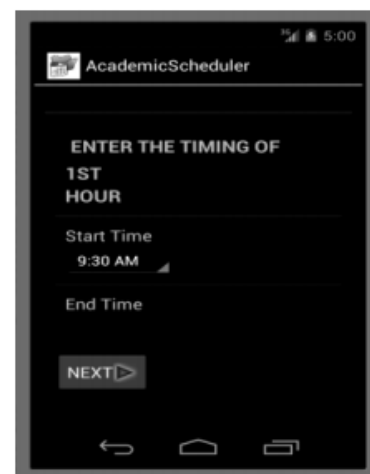 5:00
AcademicScheduler
ENTER THE TIMING OF
1ST
HOUR
Start Time
9:30 AM
End Time
NEXT